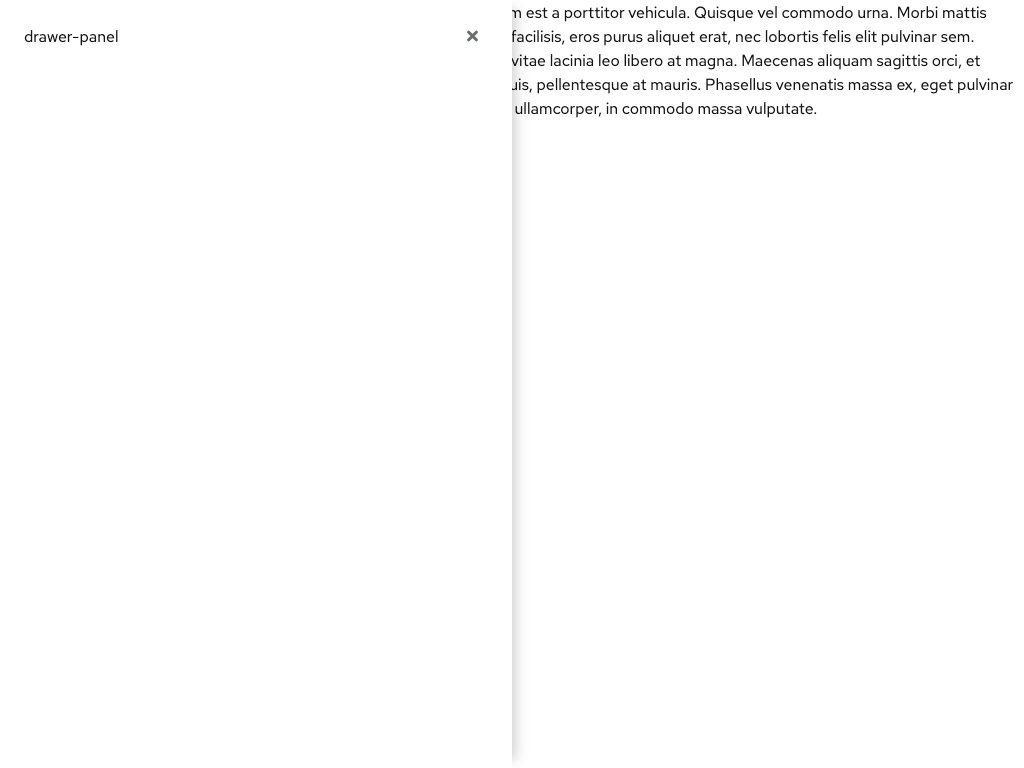 drawer-panel
est a porttitor vehicula. Quisque vel commodo urna. Morbi mattis
facilisis, eros purus aliquet erat, nec lobortis felis elit pulvinar sem.
vitae lacinia leo libero at magna. Maecenas aliquam sagittis orci, et
pellentesque at mauris. Phasellus venenatis massa ex, eget pulvinar
ullamcorper, in commodo massa vulputate.